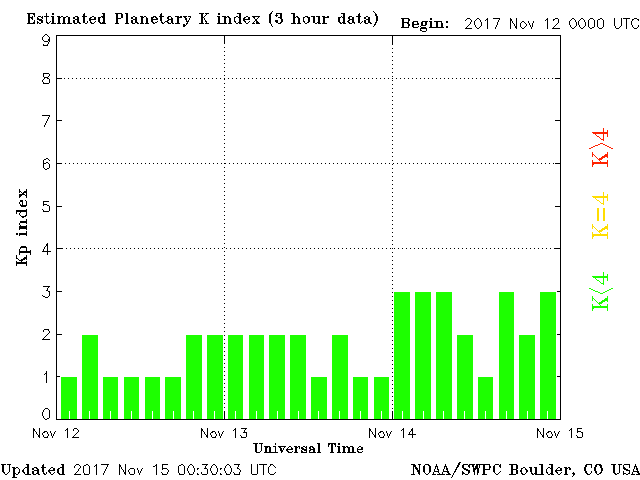 Estimated Planetary K index (3 hour data) Begin: 2017 Nov 12 0000 UTC
9
8
7
6
5
4
3
2
1
0
Kp index
K>4
K=4
K<4
Nov 12 Nov 13 Nov 14 Nov 15
Universal Time
Updated 2017 Nov 15 00:30:03 UTC NOAA/SWPC Boulder, CO USA